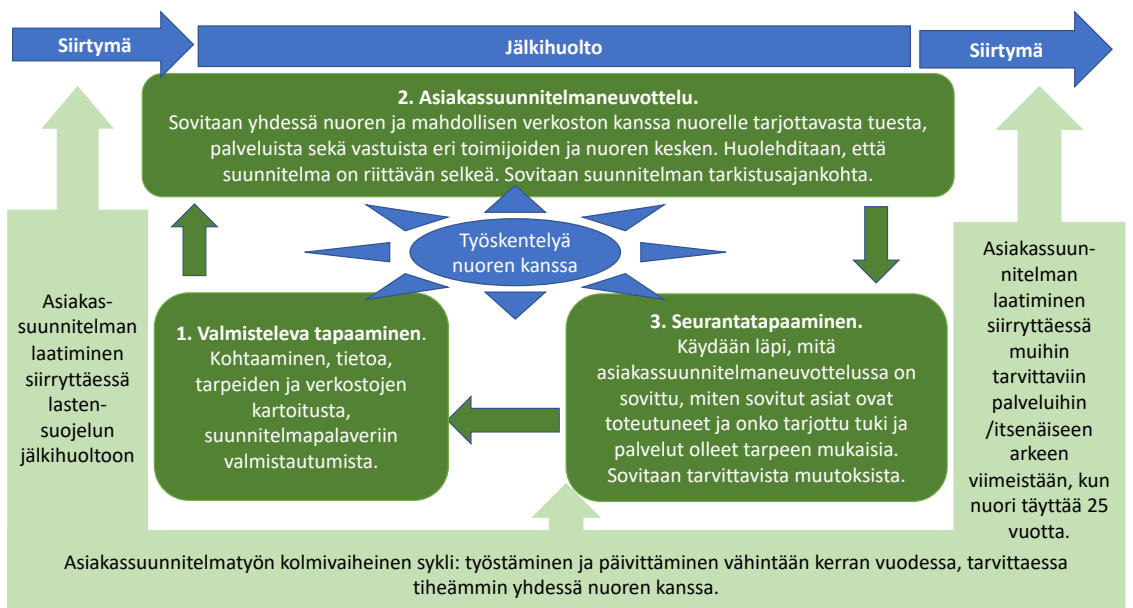 Siirtymä
Jälkihuolto
Siirtymä
2. Asiakassuunnitelmaneuvottelu.
Sovitaan yhdessä nuoren ja mahdollisen verkoston kanssa nuorelle tarjottavasta tuesta,
palveluista sekä vastuista eri toimijoiden ja nuoren kesken. Huolehditaan, että
suunnitelma on riittävän selkeä. Sovitaan suunnitelman tarkistusajankohta.
Työskentelyä
nuoren kanssa
Asiakas-
suunnitelman
laatiminen
siirryttäessä
lasten-
suojelun
jälkihuoltoon
1. Valmisteleva tapaaminen.
Kohtaaminen, tietoa,
tarpeiden ja verkostojen
kartoitusta,
suunnitelmapalaveriin
valmistautumista.
3. Seurantatapaaminen.
Käydään läpi, mitä
asiakassuunnitelmaneuvottelussa on
sovittu, miten sovitut asiat ovat
toteutuneet ja onko tarjottu tuki ja
palvelut olleet tarpeen mukaisia.
Sovitaan tarvittavista muutoksista.
Asiakassuun-
nitelman
laatiminen
siirryttäessä
muihin
tarvittaviin
palveluihin
/itsenäiseen
arkeen
viimeistään, kun
nuori täyttää 25
vuotta.
Asiakassuunnitelmatyön kolmivaiheinen sykli: työstäminen ja päivittäminen vähintään kerran vuodessa, tarvittaessa
tiheämmin yhdessä nuoren kanssa.